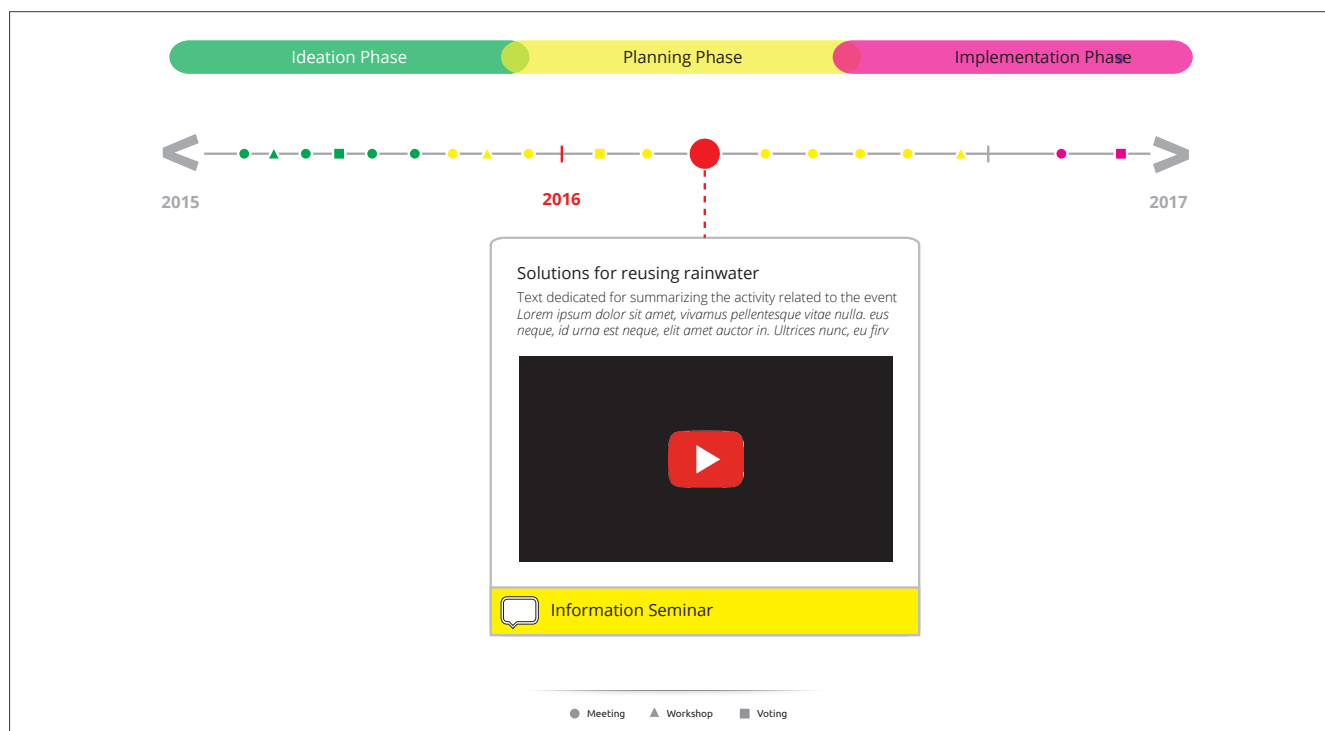 Ideation Phase
Planning Phase
Implementation Phase
2015
2016
2017
Solutions for reusing rainwater
Text dedicated for summarizing the activity related to the event
Lorem ipsum dolor sit amet, vivamus pellentesque vitae nulla. eus
neque, id urna est neque, elit amet auctor in. Ultrices nunc, eu firv
Information Seminar
Meeting
Workshop
Voting